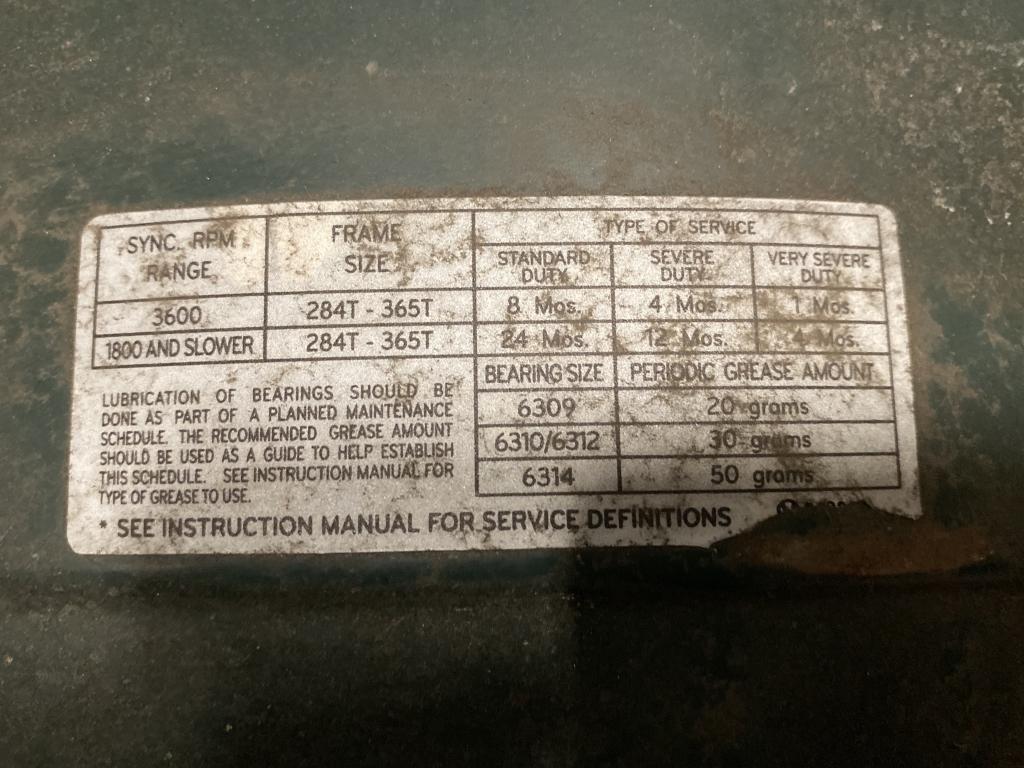 SYNC. RPM RANGE FRAME SIZE TYPE OF SERVICE
STANDARD DUTY SEVERE DUTY VERY SEVERE DUTY
3600 284T - 365T 8 Mos. 4 Mos. 1 Mos.
1800 AND SLOWER 284T - 365T 24 Mos. 12 Mos. 4 Mos.
BEARING SIZE PERIODIC GREASE AMOUNT
6309 20 grams
6310/6312 30 grams
6314 50 grams
LUBRICATION OF BEARINGS SHOULD BE
DONE AS PART OF A PLANNED MAINTENANCE
SCHEDULE. THE RECOMMENDED GREASE AMOUNT
SHOULD BE USED AS A GUIDE TO HELP ESTABLISH
THIS SCHEDULE. SEE INSTRUCTION MANUAL FOR
TYPE OF GREASE TO USE.
* SEE INSTRUCTION MANUAL FOR SERVICE DEFINITIONS